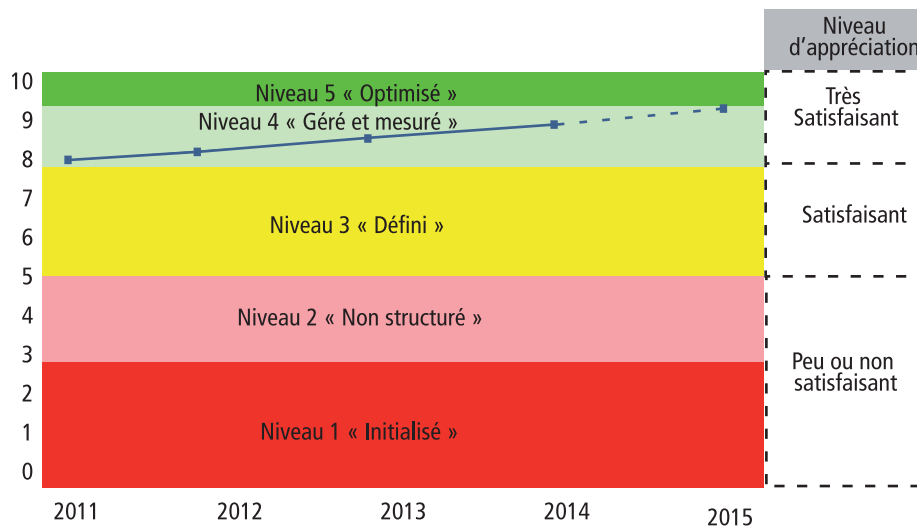 Niveau
d’appréciation
10
Niveau 5 « Optimisé »
Très
Satisfaisant
9
Niveau 4 « Géré et mesuré »
8
7
Satisfaisant
Niveau 3 « Défini »
6
5
4
Niveau 2 « Non structuré »
3
Peu ou non
satisfaisant
2
Niveau 1 « Initialisé »
1
0
2011
2012
2013
2014
2015